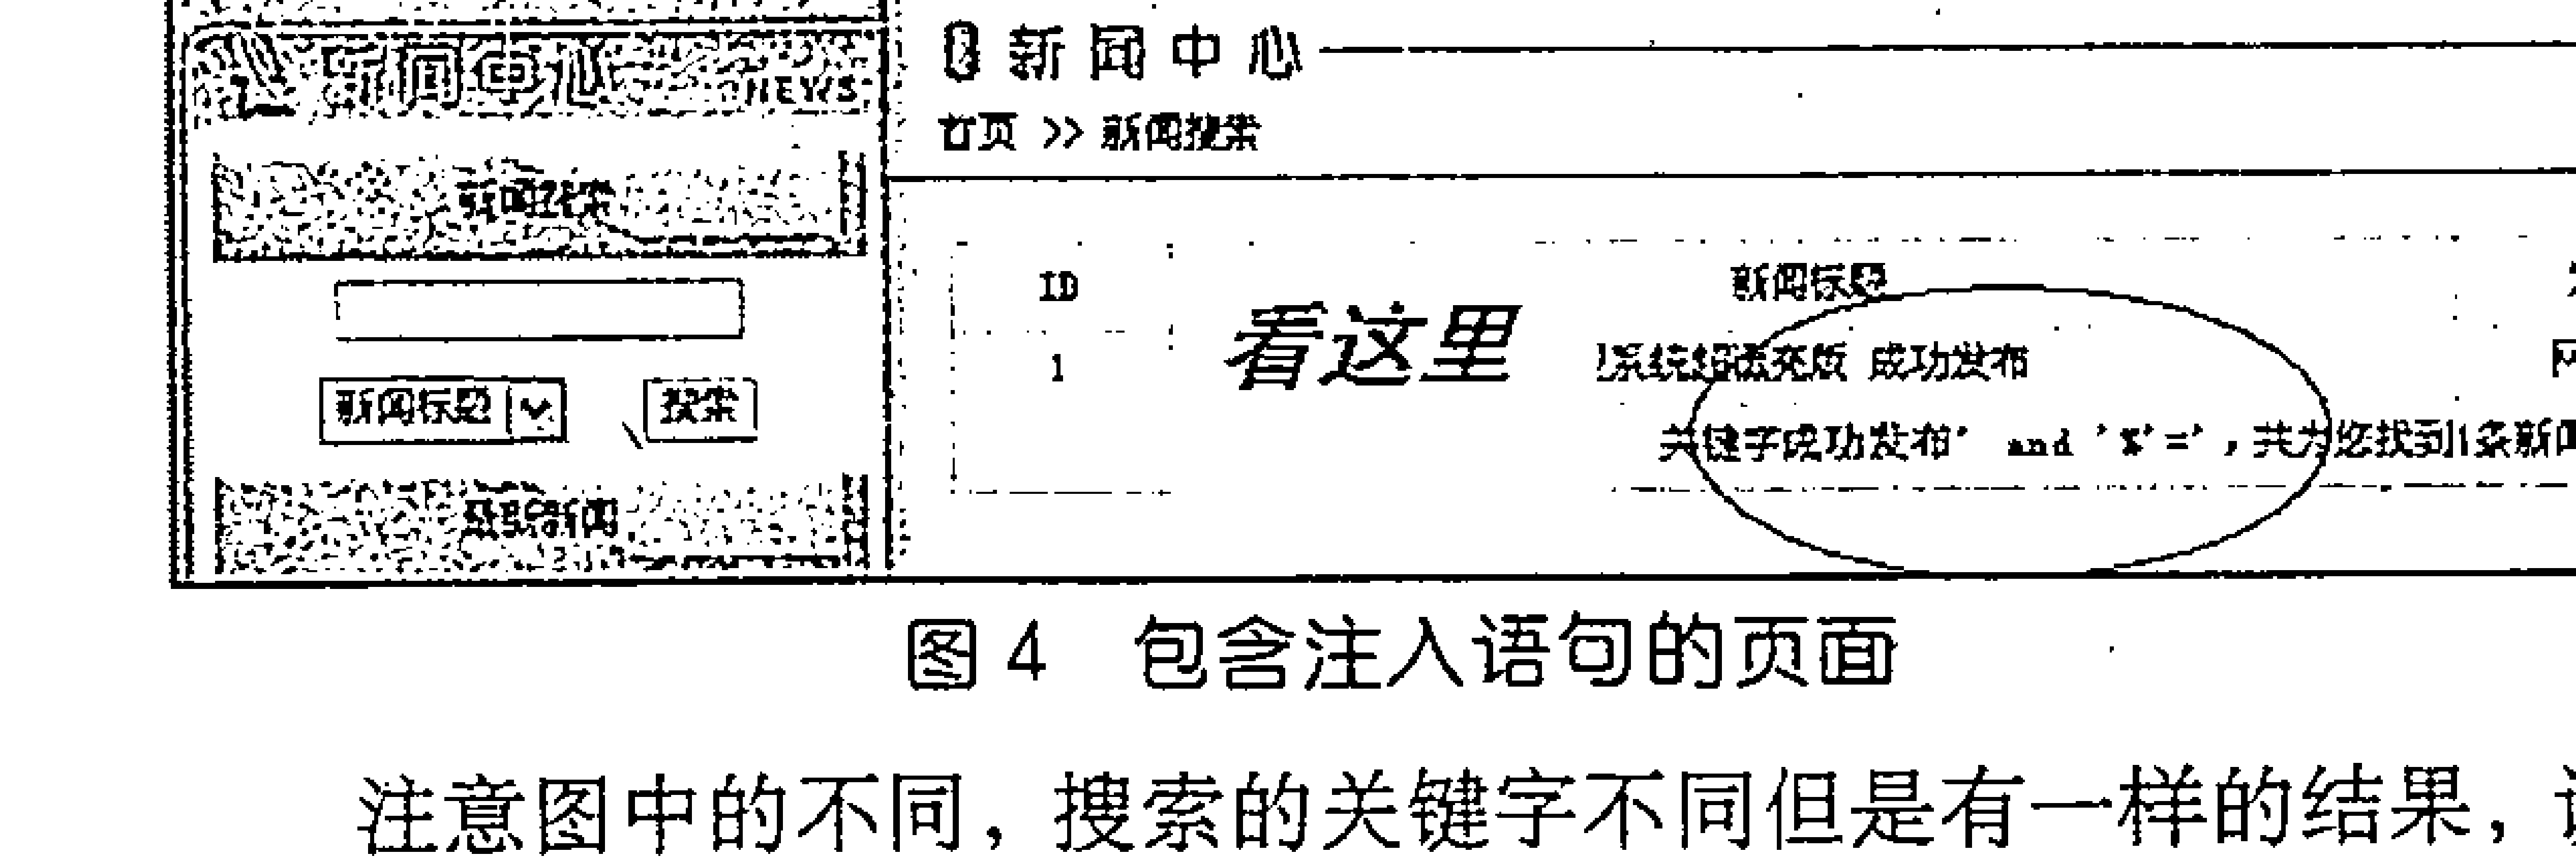 新闻中心 NEWS
新闻中心
首页 >> 新闻搜索
新闻搜索
ID 新闻标题
看这里
1 成功发布
新闻标题 搜索
关键字成功发布' and '%'=',共为您找到1条新闻
图 4 包含注入语句的页面
注意图中的不同，搜索的关键字不同但是有一样的结果，